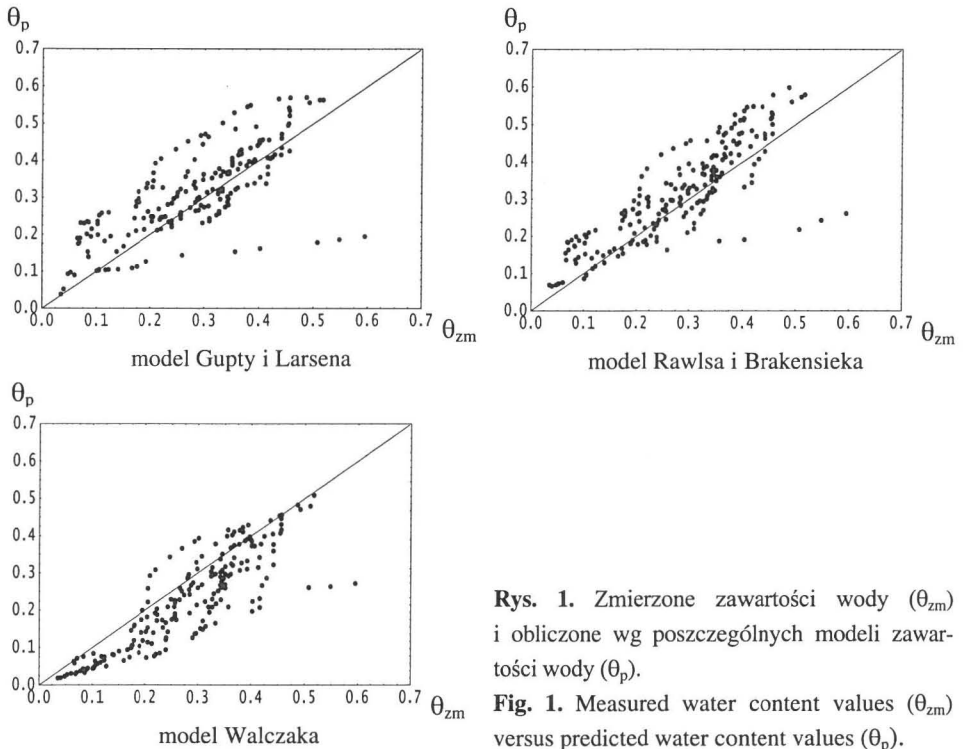 θp
0.7
0.6
0.5
0.4
0.3
0.2
0.1
0.0
0.0 0.1 0.2 0.3 0.4 0.5 0.6 0.7
θzm
model Gupty i Larsena
θp
0.7
0.6
0.5
0.4
0.3
0.2
0.1
0.0
0.0 0.1 0.2 0.3 0.4 0.5 0.6 0.7
θzm
model Rawlsa i Brakensieka
θp
0.7
0.6
0.5
0.4
0.3
0.2
0.1
0.0
0.0 0.1 0.2 0.3 0.4 0.5 0.6 0.7
θzm
model Walczaka
Rys. 1. Zmierzone zawartości wody (θzm)
i obliczone wg poszczególnych modeli zawar-
tości wody (θp).
Fig. 1. Measured water content values (θzm)
versus predicted water content values (θp).